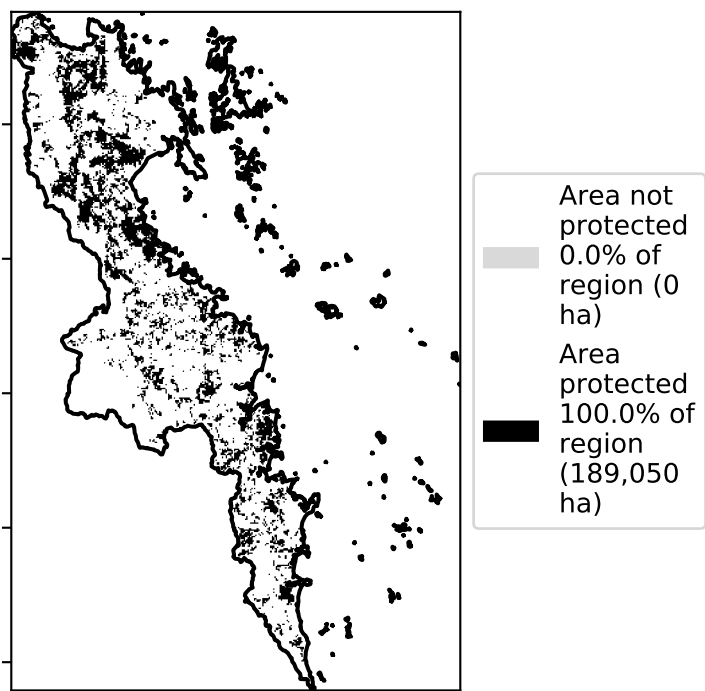 Area not
protected
0.0% of
region (0
ha)
Area
protected
100.0% of
region
(189,050
ha)